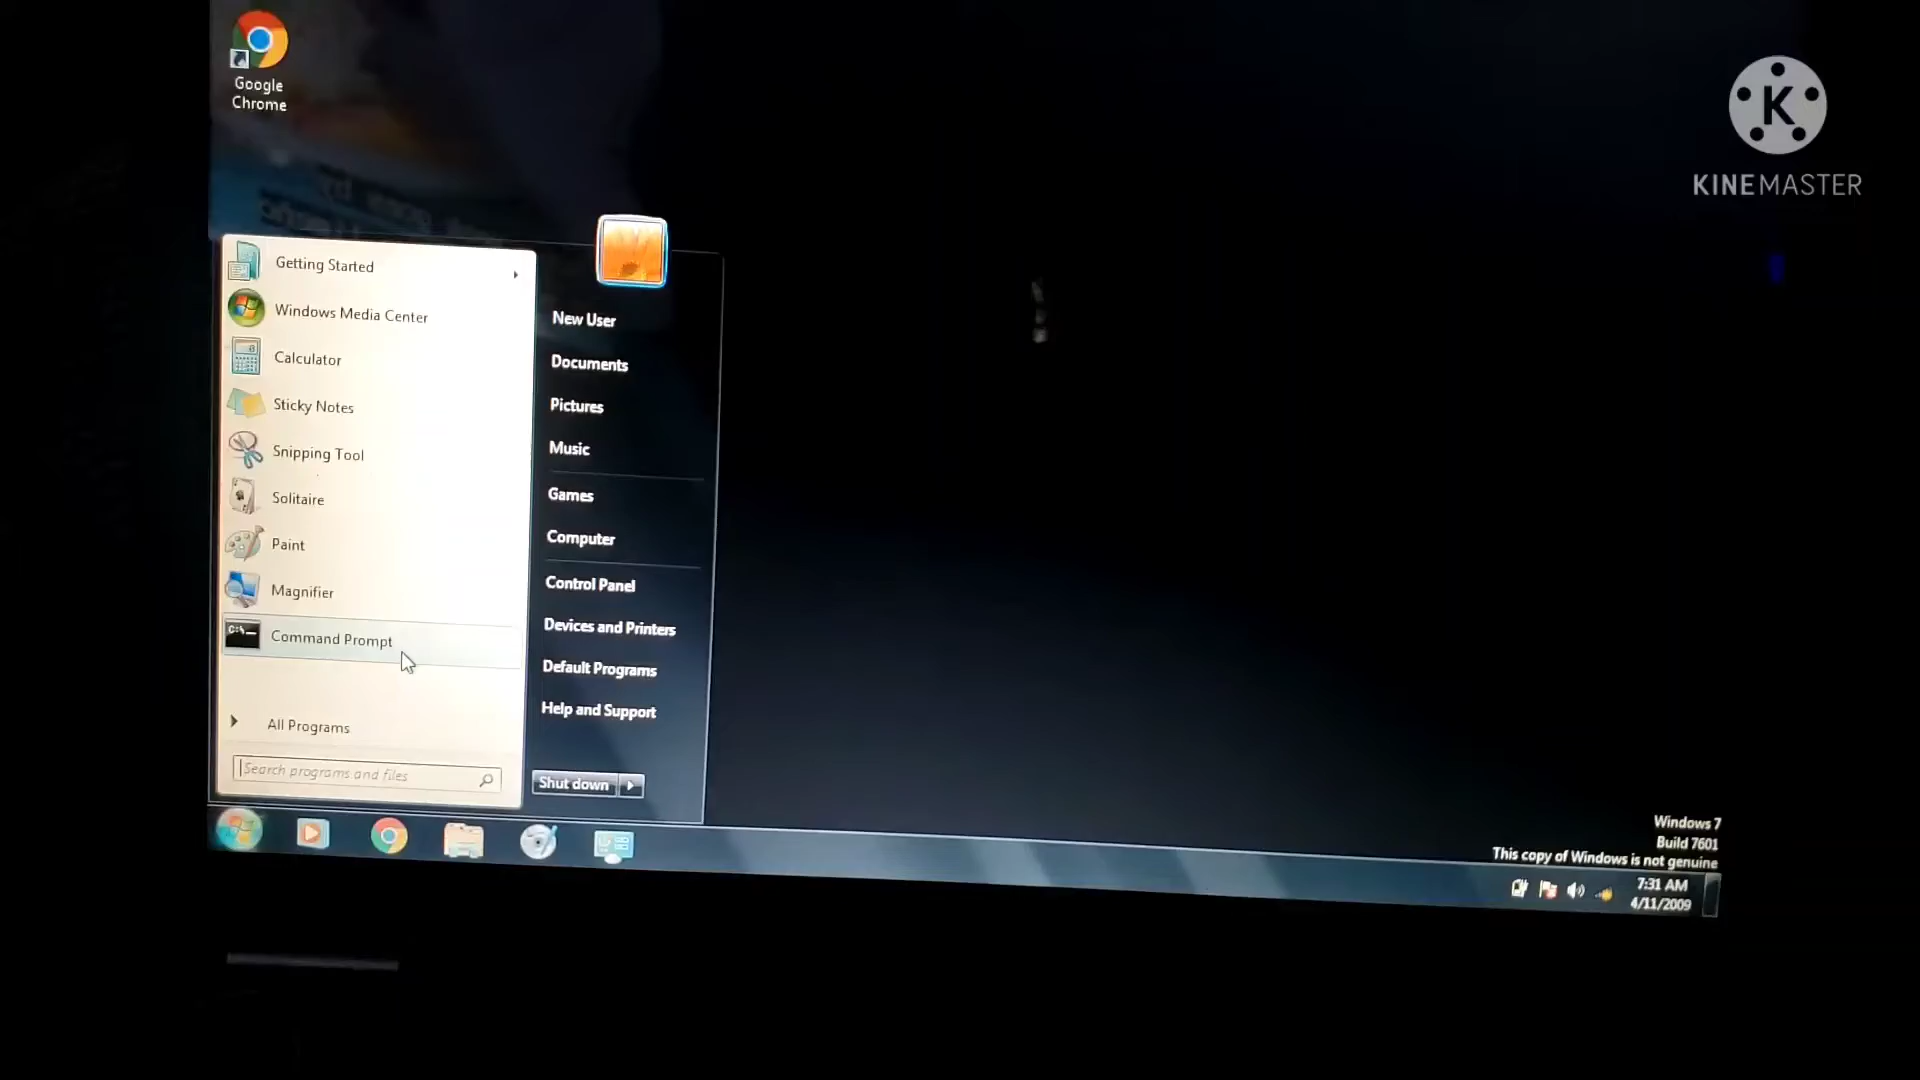 Google
Chrome
K
KINEMASTER
Getting Started
Windows Media Center
Calculator
Sticky Notes
Snipping Tool
Solitaire
Paint
Magnifier
C:\
Command Prompt
All Programs
Search programs and files
New User
Documents
Pictures
Music
Games
Computer
Control Panel
Devices and Printers
Default Programs
Help and Support
Shut down
Windows 7
Build 7601
This copy of Windows is not genuine
7:31 AM
4/11/2009